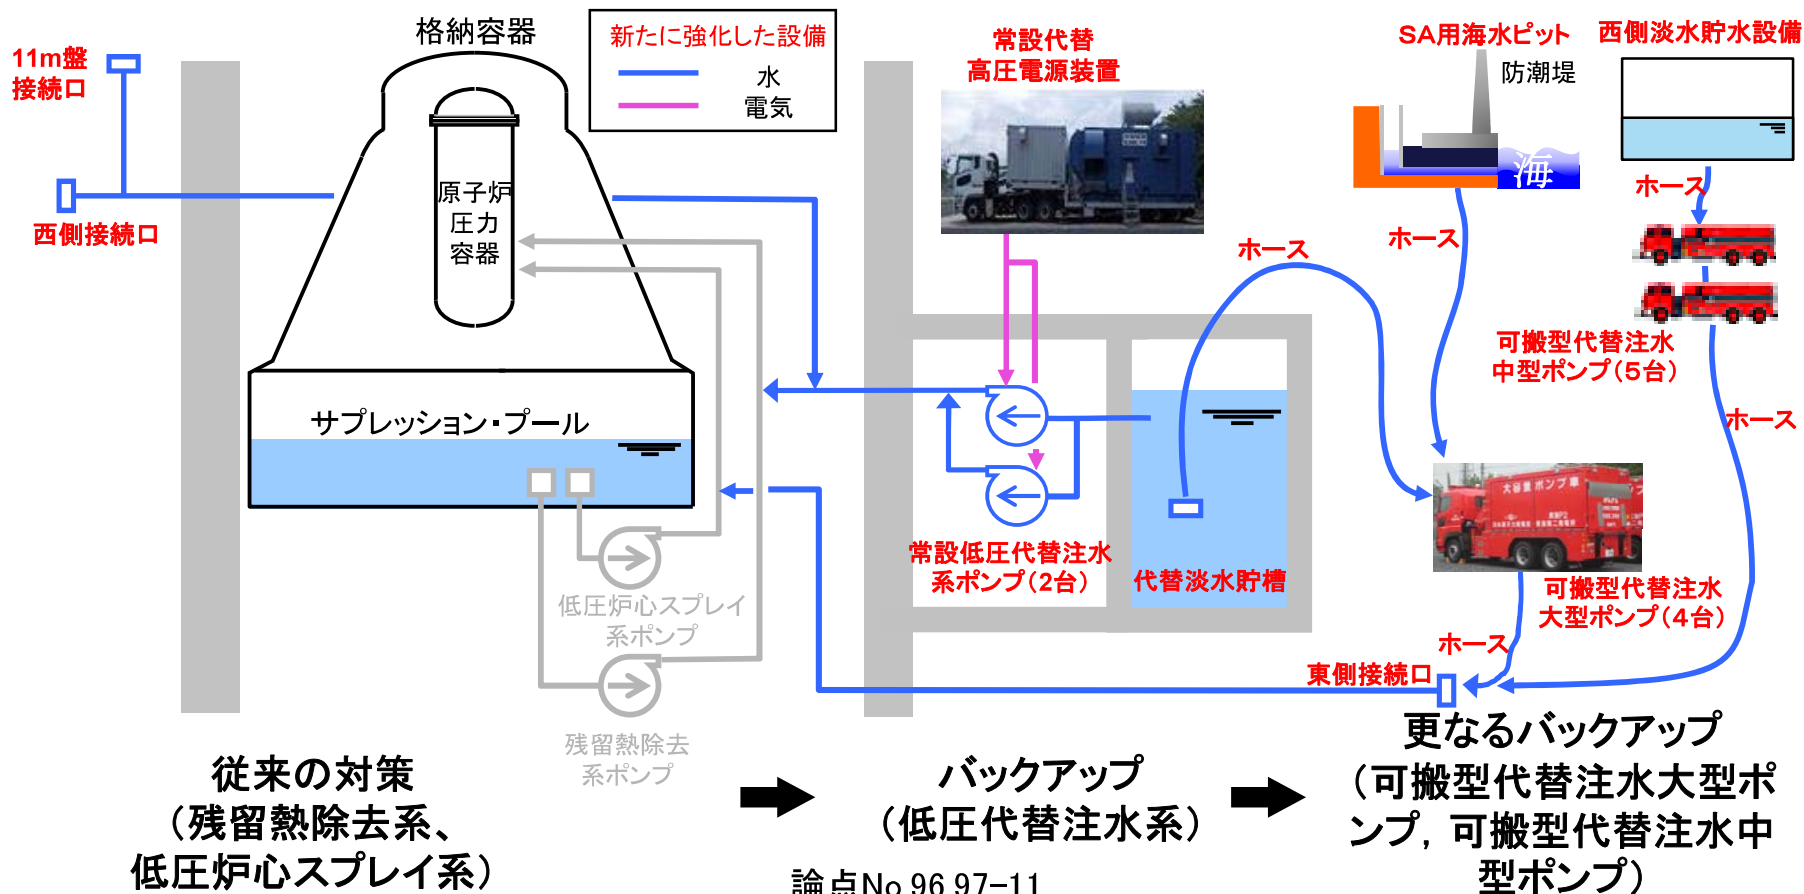 格納容器
新たに強化した設備
水
電気
11m盤
接続口
西側接続口
原子炉
圧力
容器
サプレッション・プール
低圧炉心スプレイ
系ポンプ
残留熱除去
系ポンプ
常設代替
高圧電源装置
SA用海水ピット
防潮堤
海
西側淡水貯水設備
ホース
ホース
ホース
可搬型代替注水
中型ポンプ(5台)
ホース
常設低圧代替注水
系ポンプ(2台)
代替淡水貯槽
大容量ポンプ車
可搬型代替注水
大型ポンプ(4台)
ホース
東側接続口
従来の対策
(残留熱除去系、
低圧炉心スプレイ系)
バックアップ
(低圧代替注水系)
更なるバックアップ
(可搬型代替注水大型ポ
ンプ, 可搬型代替注水中
型ポンプ)
論点No.96,97-11